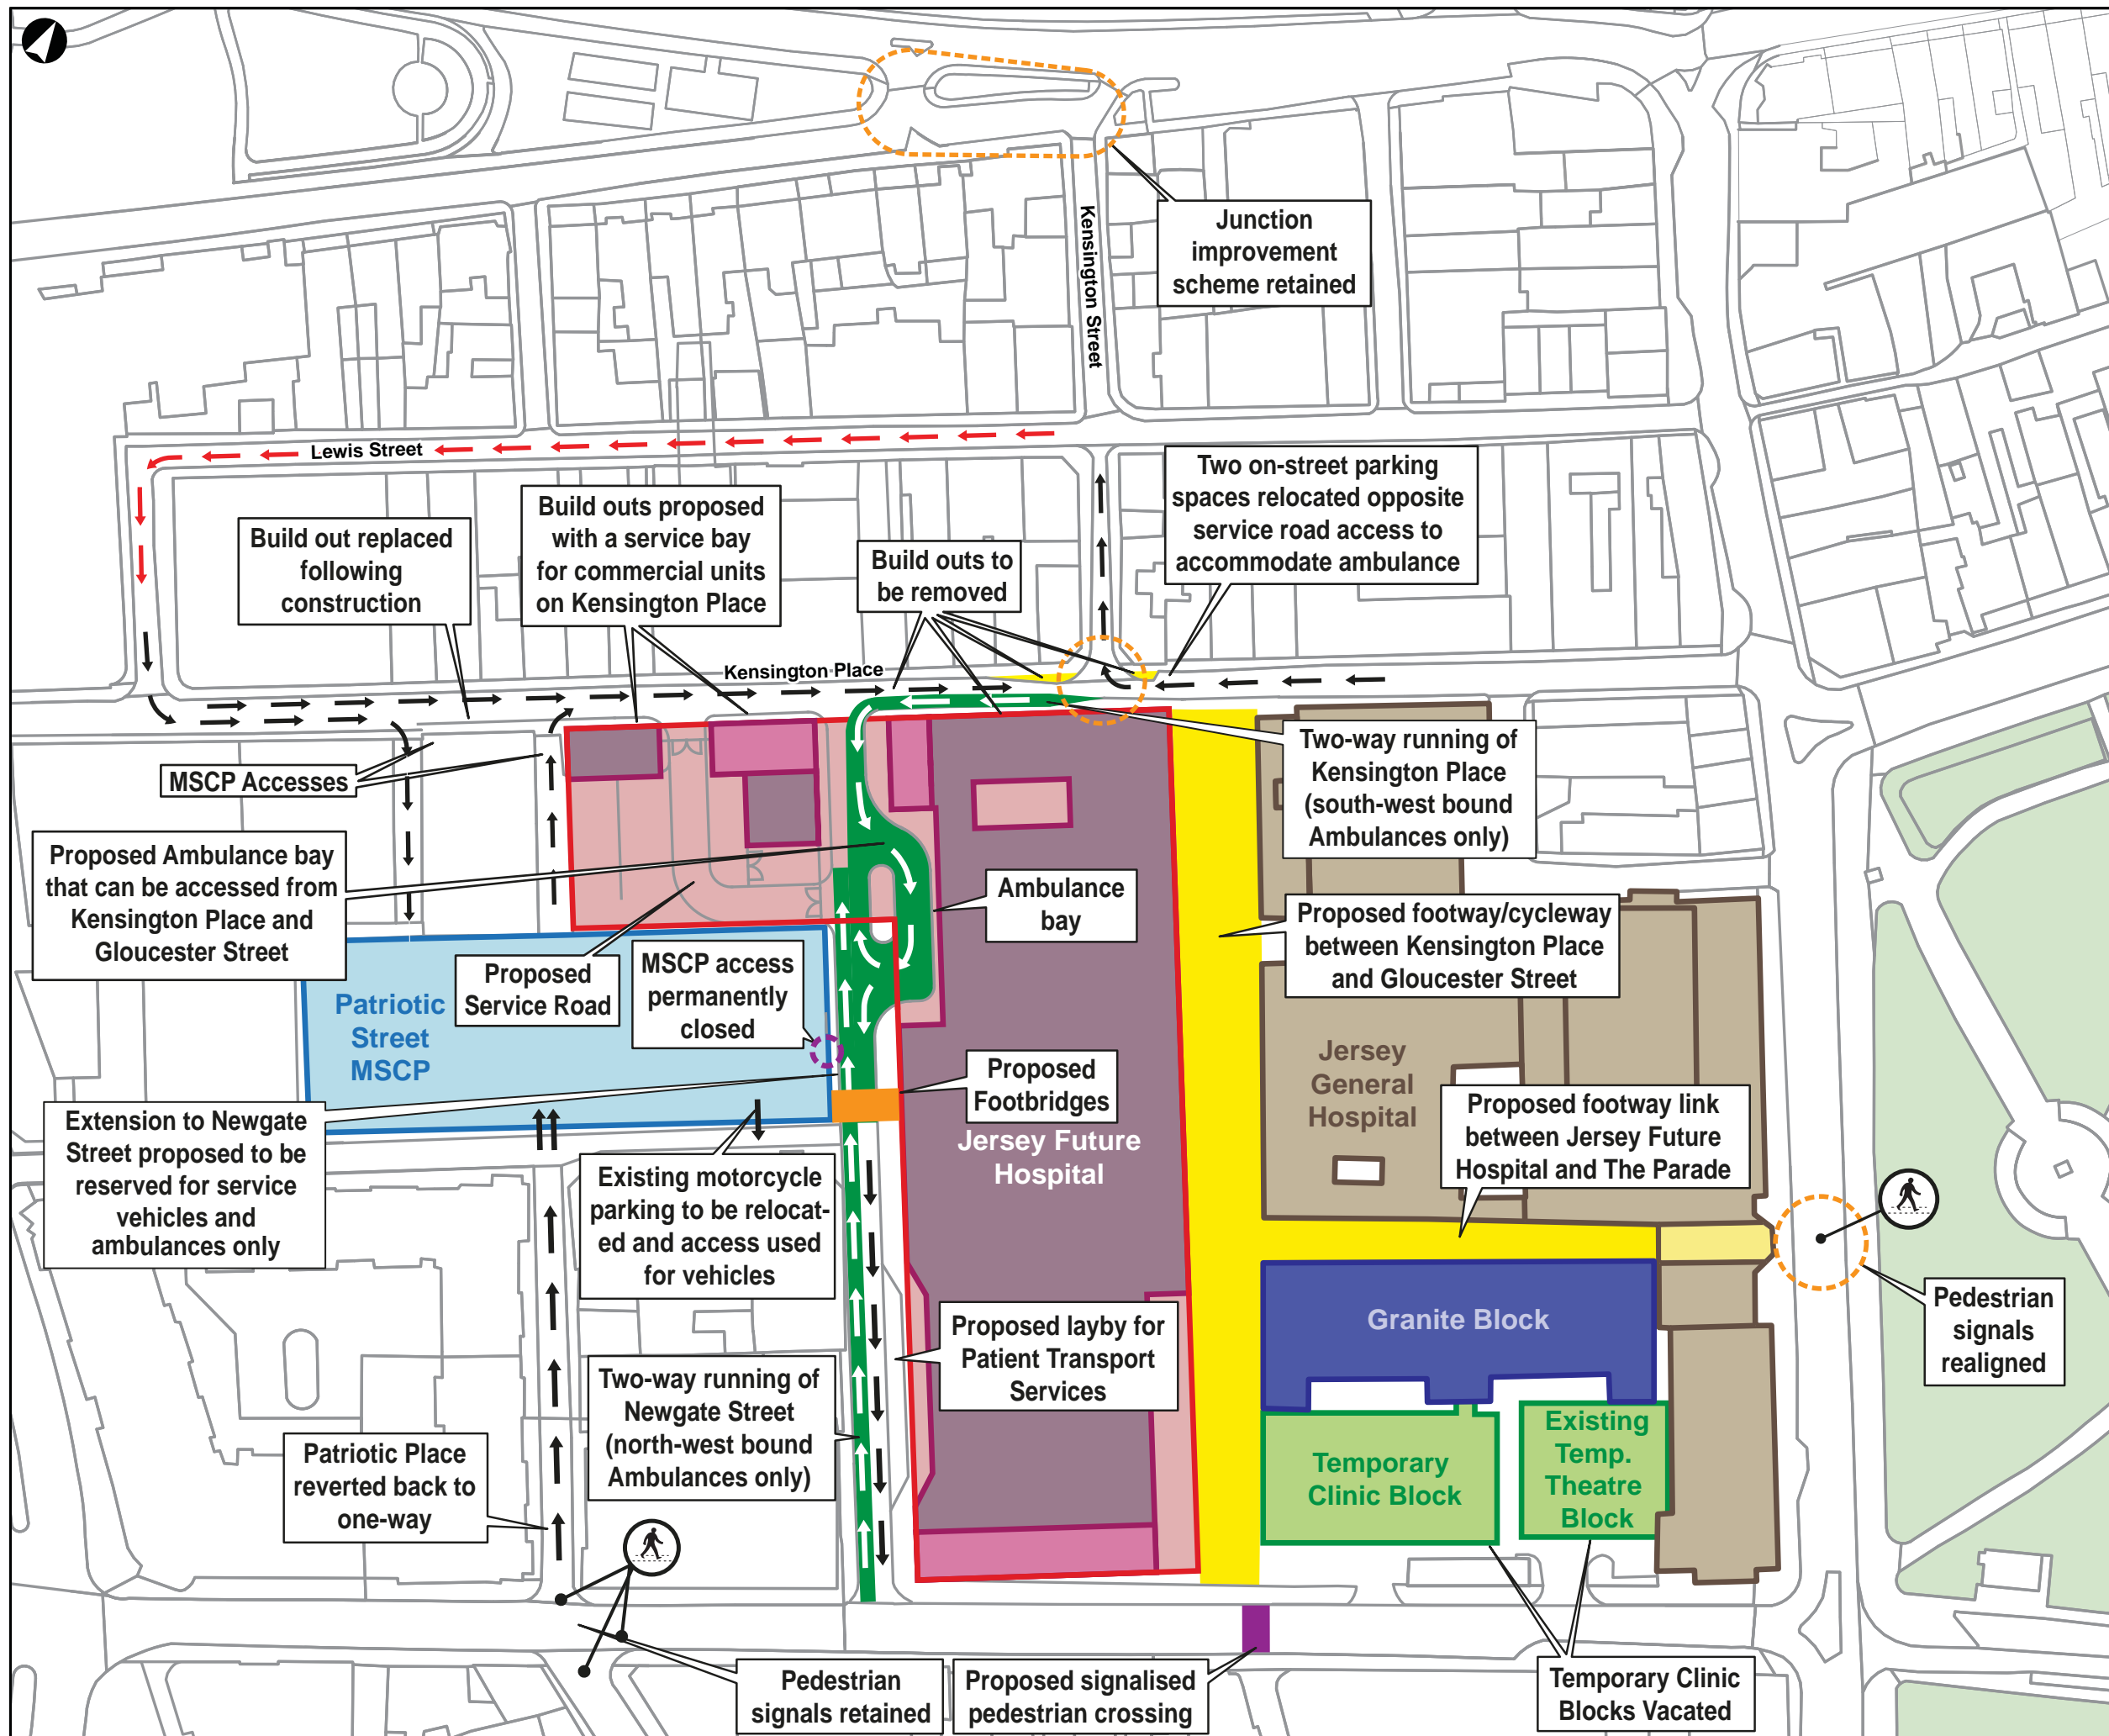 Kensington Street
Junction
improvement
scheme retained
Lewis Street
Two on-street parking
spaces relocated opposite
service road access to
accommodate ambulance
Build outs proposed
with a service bay
for commercial units
on Kensington Place
Build out replaced
following
construction
Build outs to
be removed
Kensington Place
MSCP Accesses
Two-way running of
Kensington Place
(south-west bound
Ambulances only)
Proposed Ambulance bay
that can be accessed from
Kensington Place and
Gloucester Street
Ambulance
bay
Proposed footway/cycleway
between Kensington Place
and Gloucester Street
Proposed
Service Road
MSCP access
permanently
closed
Patriotic
Street
MSCP
Jersey
General
Hospital
Proposed
Footbridges
Extension to Newgate
Street proposed to be
reserved for service
vehicles and
ambulances only
Proposed footway link
between Jersey Future
Hospital and The Parade
Jersey Future
Hospital
Existing motorcycle
parking to be relocat-
ed and access used
for vehicles
Pedestrian
signals
realigned
Granite Block
Proposed layby for
Patient Transport
Services
Two-way running of
Newgate Street
(north-west bound
Ambulances only)
Patriotic Place
reverted back to
one-way
Temporary
Clinic Block
Existing
Temp.
Theatre
Block
Pedestrian
signals retained
Proposed signalised
pedestrian crossing
Temporary Clinic
Blocks Vacated